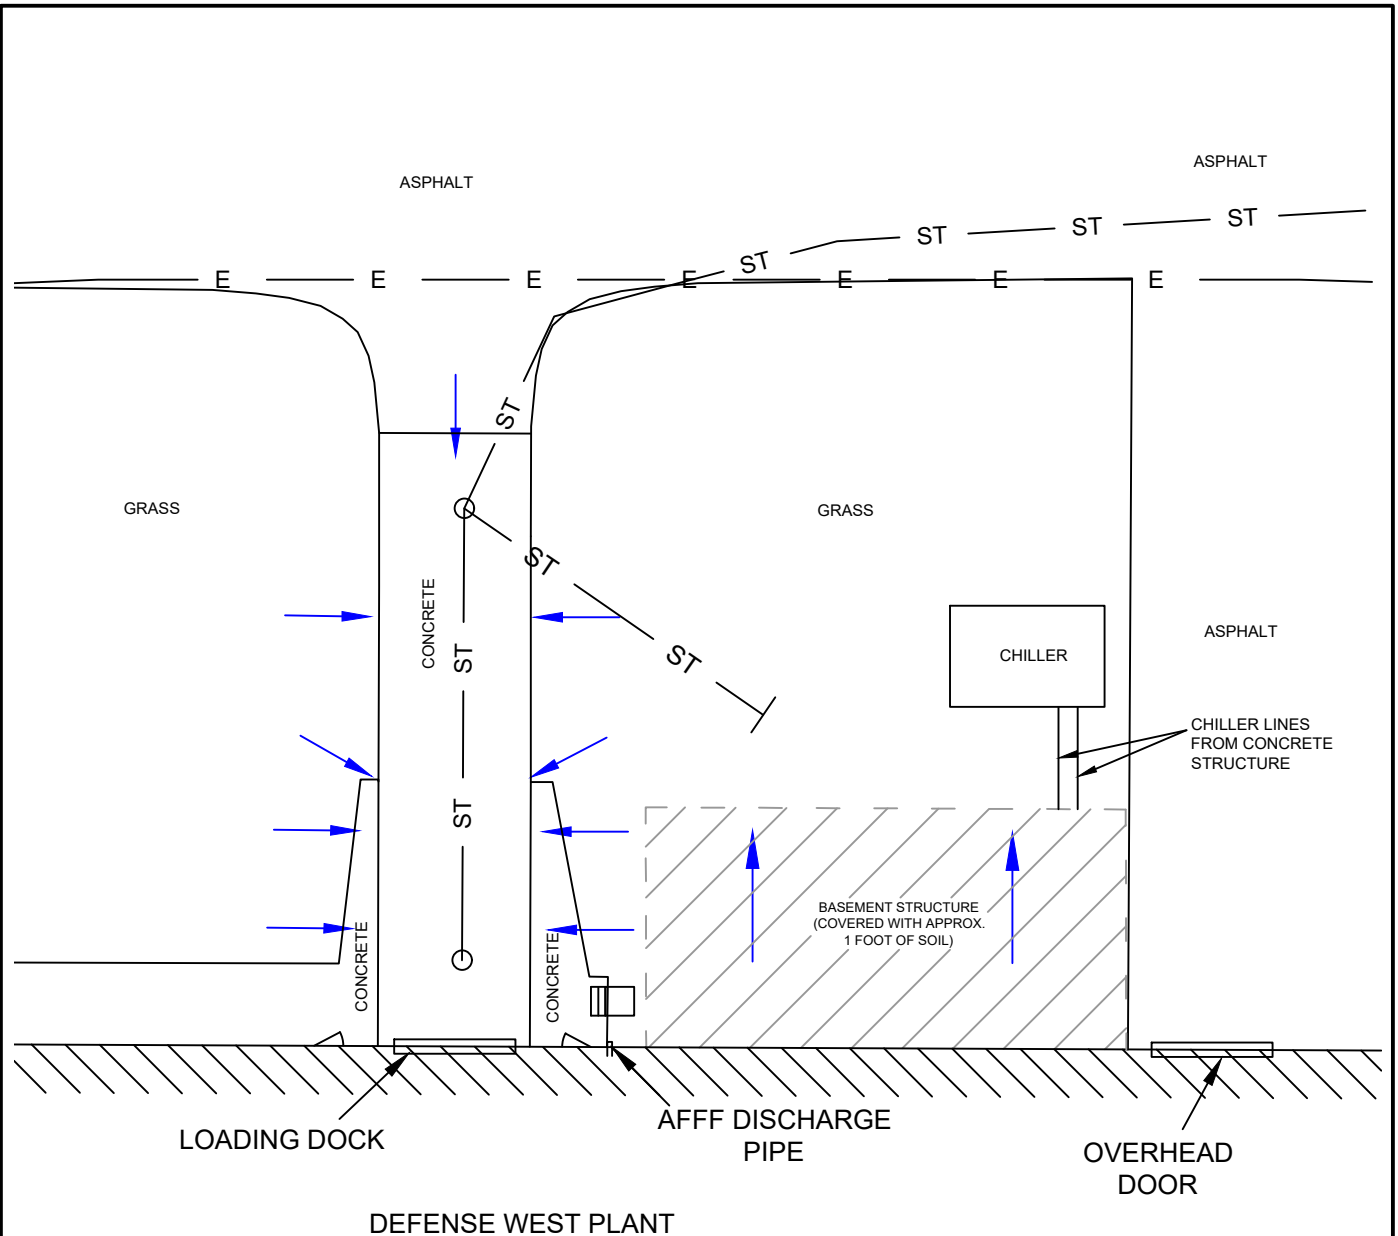 ASPHALT
ASPHALT
ST
ST
ST
ST
E
E
E
E
E
E
E
ST
GRASS
GRASS
ST
CONCRETE
ST
ST
ASPHALT
CHILLER
CHILLER LINES
FROM CONCRETE
STRUCTURE
ST
BASEMENT STRUCTURE
(COVERED WITH APPROX.
1 FOOT OF SOIL)
CONCRETE
CONCRETE
LOADING DOCK
AFFF DISCHARGE
PIPE
OVERHEAD
DOOR
DEFENSE WEST PLANT